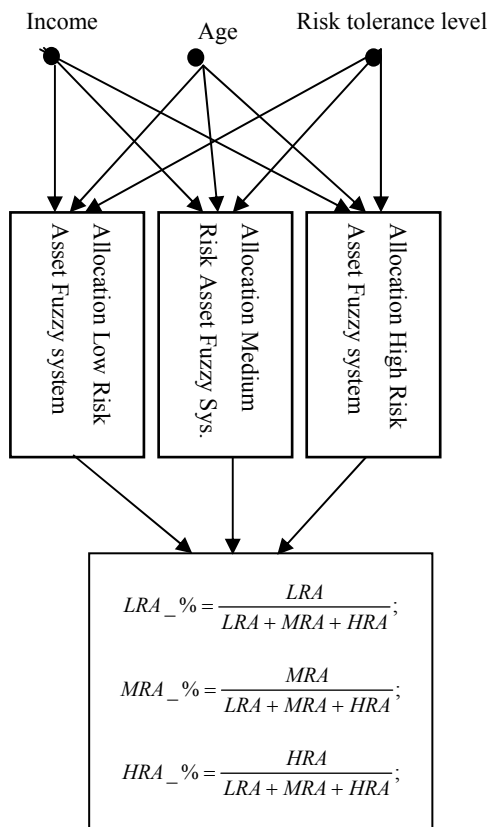 Income
Age
Risk tolerance level
Allocation Low Risk
Asset Fuzzy system
Allocation Medium
Risk Asset Fuzzy Sys.
Allocation High Risk
Asset Fuzzy system
LRA_% = LRA / (LRA + MRA + HRA);
MRA_% = MRA / (LRA + MRA + HRA);
HRA_% = HRA / (LRA + MRA + HRA);